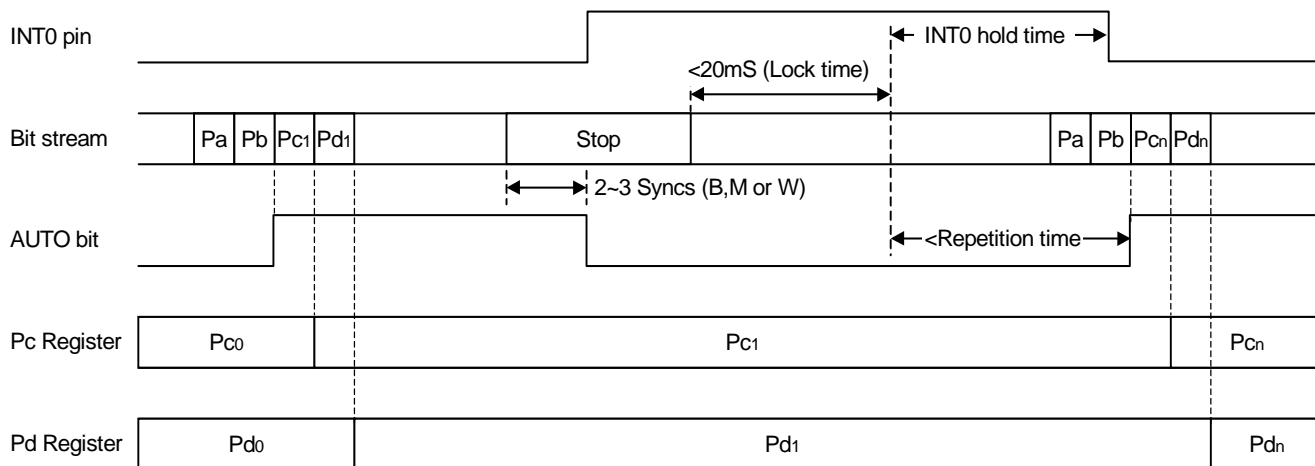 INT0 pin
INT0 hold time
<20mS (Lock time)
Bit stream Pa Pb Pc1 Pd1 Stop Pa Pb Pcn Pdn
2~3 Syncs (B,M or W)
AUTO bit
<Repetition time
Pc Register Pc0 Pc1 Pcn
Pd Register Pd0 Pd1 Pdn